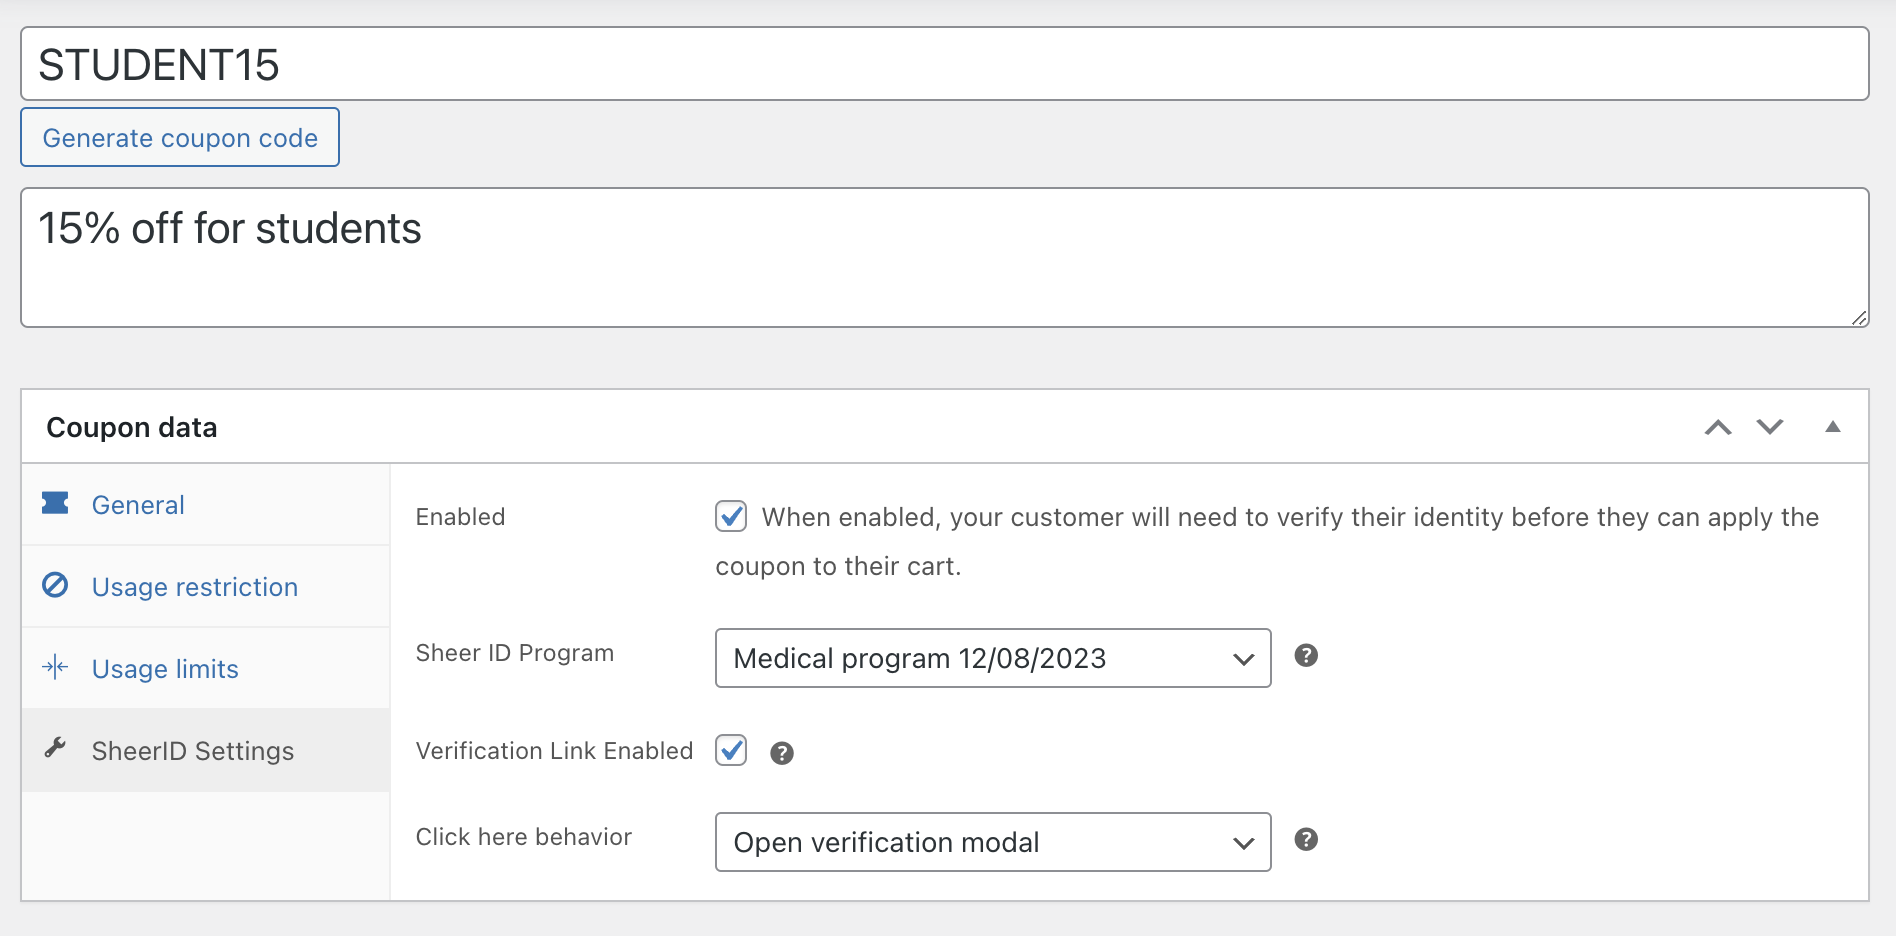 STUDENT15
Generate coupon code
15% off for students
Coupon data
General
Usage restriction
Usage limits
SheerID Settings
Enabled
When enabled, your customer will need to verify their identity before they can apply the
coupon to their cart.
Sheer ID Program
Medical program 12/08/2023
Verification Link Enabled
Click here behavior
Open verification modal